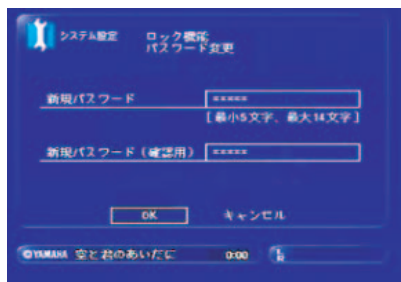 システム設定
ロック機能
パスワード変更
新規パスワード *****
[最小5文字、最大14文字]
新規パスワード(確認用) *****
OK キャンセル
©YAMAHA 空と君のあいだに 0:00 L
R